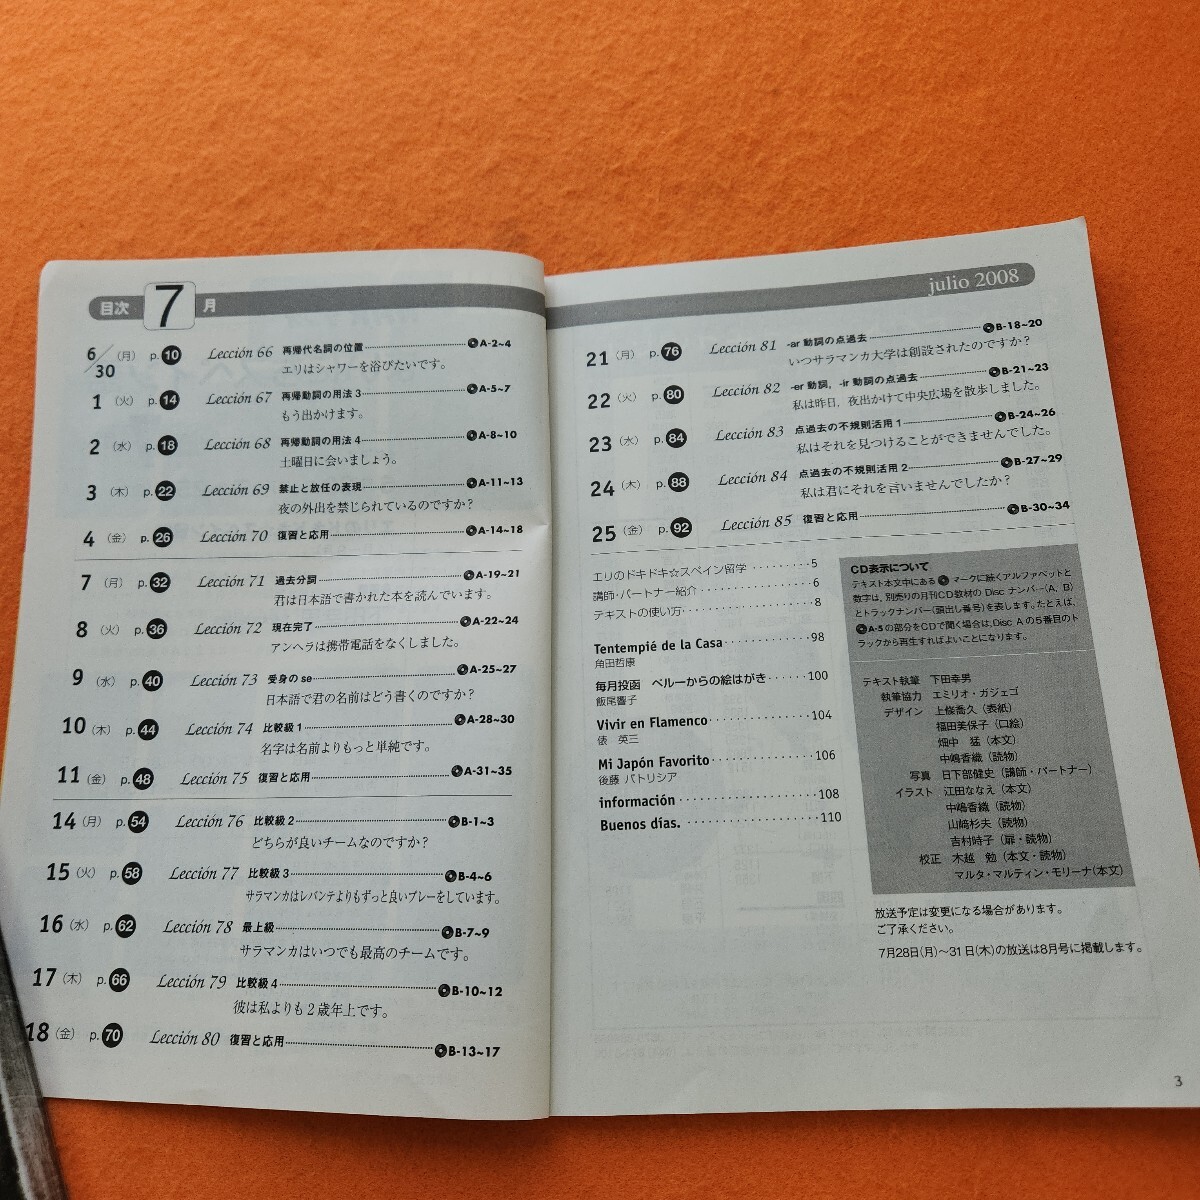 目次 7 月
6/30 (月) p.10 Lección 66 再帰代名詞の位置 A-2~4
エリはシャワーを浴びたいです。
1 (火) p.14 Lección 67 再帰動詞の用法 3 A-5~7
もう出かけます。
2 (水) p.18 Lección 68 再帰動詞の用法 4 A-8~10
土曜日に会いましょう。
3 (木) p.22 Lección 69 禁止と放任の表現 A-11~13
夜の外出を禁じられているのですか?
4 (金) p.26 Lección 70 復習と応用 A-14~18
7 (月) p.32 Lección 71 過去分詞 A-19~21
君は日本語で書かれた本を読んでいます。
8 (火) p.36 Lección 72 現在完了 A-22~24
アンヘラは携帯電話をなくしました。
9 (水) p.40 Lección 73 受身の se A-25~27
日本語で君の名前はどう書くのですか?
10 (木) p.44 Lección 74 比較級 1 A-28~30
名字は名前よりもっと単純です。
11 (金) p.48 Lección 75 復習と応用 A-31~35
14 (月) p.54 Lección 76 比較級 2 B-1~3
どちらが良いチームなのですか?
15 (火) p.58 Lección 77 比較級 3 B-4~6
サラマンカはレバンテよりもずっと良いプレーをしています。
16 (水) p.62 Lección 78 最上級 B-7~9
サラマンカはいつでも最高のチームです。
17 (木) p.66 Lección 79 比較級 4 B-10~12
彼は私よりも2歳年上です。
18 (金) p.70 Lección 80 復習と応用 B-13~17
julio 2008
21 (月) p.76 Lección 81 -ar 動詞の点過去 B-18~20
いつサラマンカ大学は創設されたのですか?
22 (火) p.80 Lección 82 -er 動詞, -ir 動詞の点過去 B-21~23
私は昨日, 夜出かけて中央広場を散歩しました。
23 (水) p.84 Lección 83 点過去の不規則活用 1 B-24~26
私はそれを見つけることができませんでした。
24 (木) p.88 Lección 84 点過去の不規則活用 2 B-27~29
私は君にそれを言いませんでしたか?
25 (金) p.92 Lección 85 復習と応用 B-30~34
エリのドキドキ☆スペイン留学 5
講師・パートナー紹介 6
テキストの使い方 8
Tentempié de la Casa 98
角田哲康
毎月投函 ペルーからの絵はがき 100
飯尾響子
Vivir en Flamenco 104
俵 英三
Mi Japón Favorito 106
後藤 パトリシア
información 108
Buenos días. 110
CD表示について
テキスト本文中にある マークに続くアルファベットと
数字は, 別売りの月刊CD教材の Disc ナンバー(A, B)
とトラックナンバー(頭出し番号)を表します。たとえば,
A-5 の部分をCDで聞く場合は, Disc A の5番目のト
ラックから再生すればよいことになります。
テキスト執筆 下田幸男
執筆協力 エミリオ・ガジェゴ
デザイン 上條喬久(表紙)
福田美保子(口絵)
畑中 猛(本文)
中嶋香織(読物)
写真 日下部健史(講師・パートナー)
イラスト 江田ななえ(本文)
中嶋香織(読物)
山﨑杉夫(読物)
吉村時子(扉・読物)
校正 木越 勉(本文・読物)
マルタ・マルティン・モリーナ(本文)
放送予定は変更になる場合があります。
ご了承ください。
7月28日(月)~31日(木)の放送は8月号に掲載します。
3